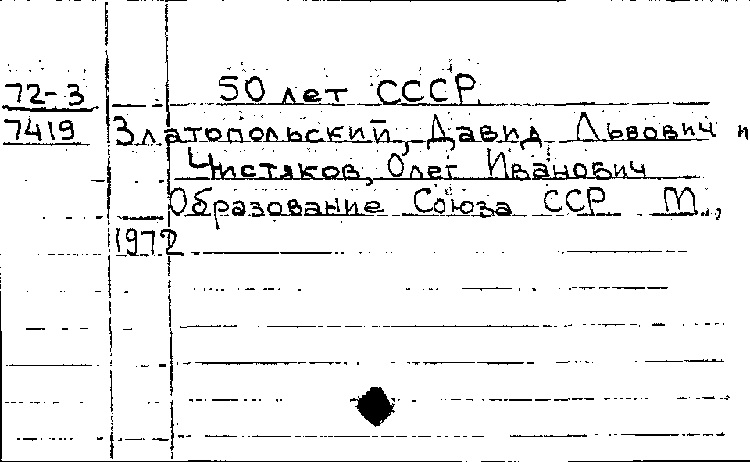 72-3
7419
50 лет СССР.
Златопольский, Давид Львович и
Чистяков, Олег Иванович
Образование Союза ССР М.,
1972